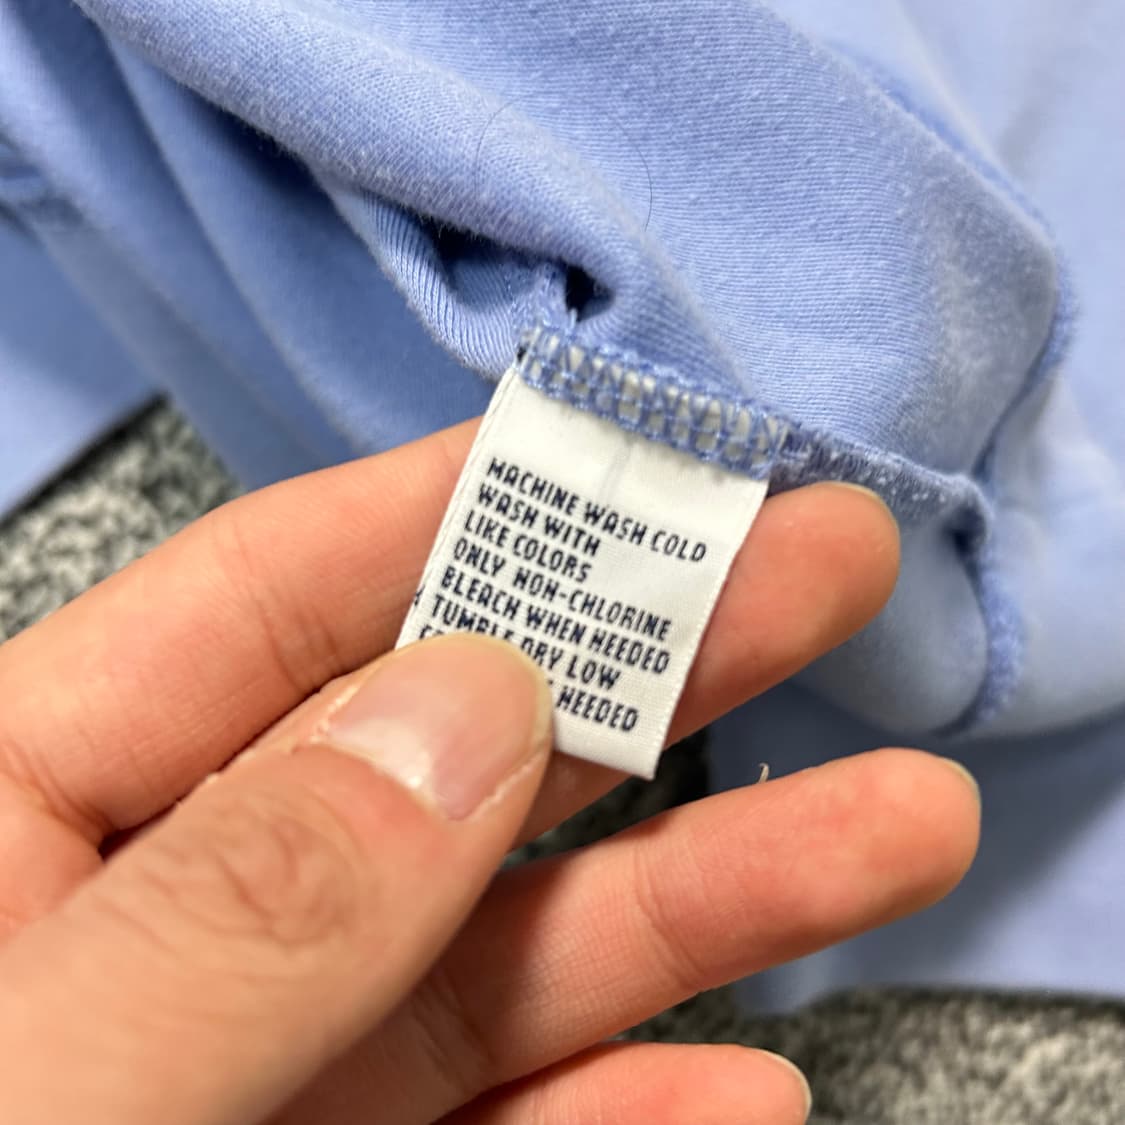 MACHINE WASH COLD
WASH WITH
LIKE COLORS
ONLY NON-CHLORINE
BLEACH WHEN NEEDED
TUMBLE DRY LOW
NEEDED